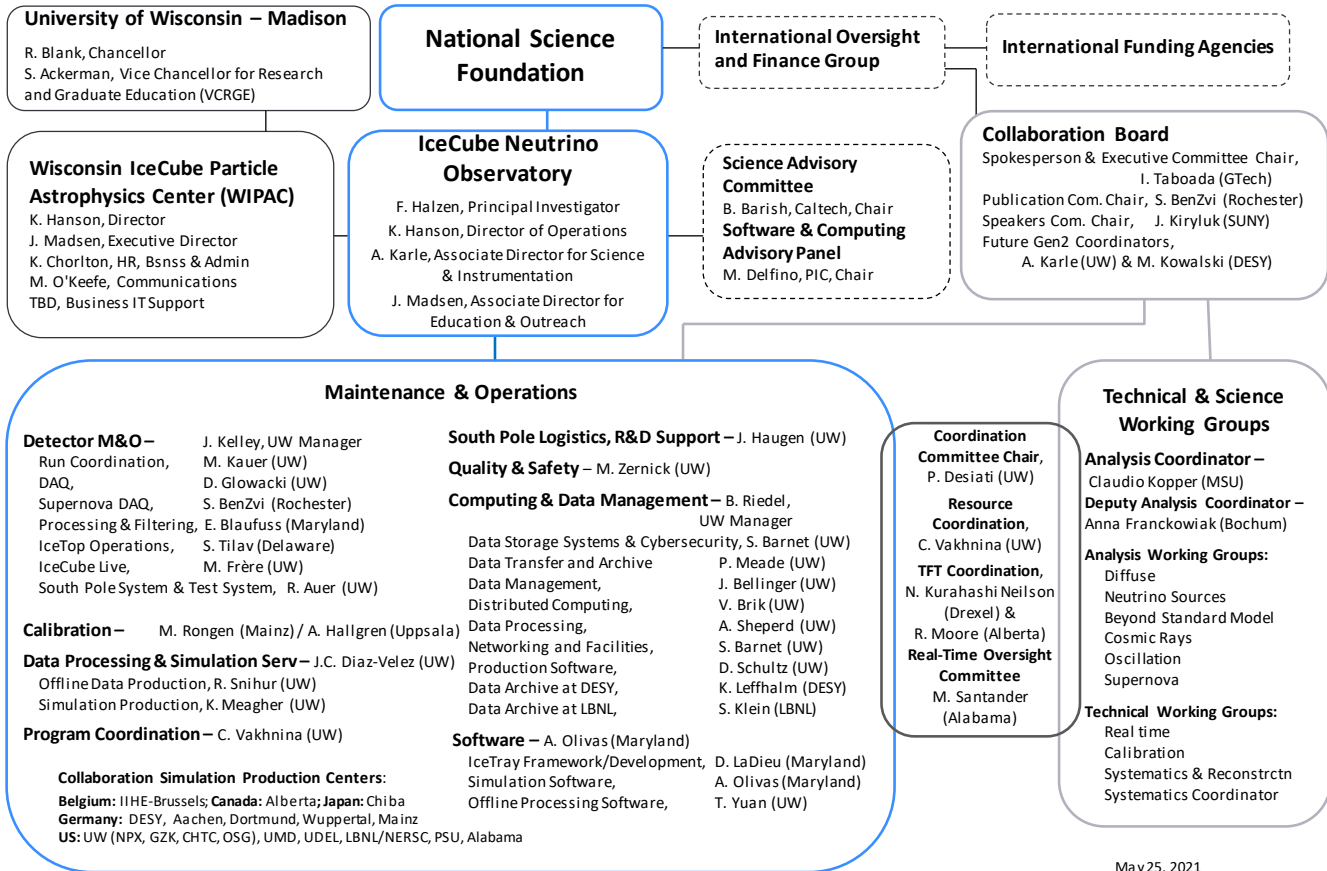 University of Wisconsin – Madison
R. Blank, Chancellor
S. Ackerman, Vice Chancellor for Research
and Graduate Education (VCRGE)
National Science
Foundation
International Oversight
and Finance Group
International Funding Agencies
Wisconsin IceCube Particle
Astrophysics Center (WIPAC)
K. Hanson, Director
J. Madsen, Executive Director
K. Chorlton, HR, Bsnss & Admin
M. O'Keefe, Communications
TBD, Business IT Support
IceCube Neutrino
Observatory
F. Halzen, Principal Investigator
K. Hanson, Director of Operations
A. Karle, Associate Director for Science
& Instrumentation
J. Madsen, Associate Director for
Education & Outreach
Science Advisory
Committee
B. Barish, Caltech, Chair
Software & Computing
Advisory Panel
M. Delfino, PIC, Chair
Collaboration Board
Spokesperson & Executive Committee Chair,
I. Taboada (GTech)
Publication Com. Chair, S. BenZvi (Rochester)
Speakers Com. Chair, J. Kiryluk (SUNY)
Future Gen2 Coordinators,
A. Karle (UW) & M. Kowalski (DESY)
Maintenance & Operations
Detector M&O – J. Kelley, UW Manager
Run Coordination, M. Kauer (UW)
DAQ, D. Glowacki (UW)
Supernova DAQ, S. BenZvi (Rochester)
Processing & Filtering, E. Blaufuss (Maryland)
IceTop Operations, S. Tilav (Delaware)
IceCube Live, M. Frère (UW)
South Pole System & Test System, R. Auer (UW)
Calibration – M. Rongen (Mainz) / A. Hallgren (Uppsala)
Data Processing & Simulation Serv – J.C. Diaz-Velez (UW)
Offline Data Production, R. Snihur (UW)
Simulation Production, K. Meagher (UW)
Program Coordination – C. Vakhnina (UW)
Collaboration Simulation Production Centers:
Belgium: IIHE-Brussels; Canada: Alberta; Japan: Chiba
Germany: DESY, Aachen, Dortmund, Wuppertal, Mainz
US: UW (NPX, GZK, CHTC, OSG), UMD, UDEL, LBNL/NERSC, PSU, Alabama
South Pole Logistics, R&D Support – J. Haugen (UW)
Quality & Safety – M. Zernick (UW)
Computing & Data Management – B. Riedel,
UW Manager
Data Storage Systems & Cybersecurity, S. Barnet (UW)
Data Transfer and Archive P. Meade (UW)
Data Management, J. Bellinger (UW)
Distributed Computing, V. Brik (UW)
Data Processing, A. Sheperd (UW)
Networking and Facilities, S. Barnet (UW)
Production Software, D. Schultz (UW)
Data Archive at DESY, K. Leffhalm (DESY)
Data Archive at LBNL, S. Klein (LBNL)
Software – A. Olivas (Maryland)
IceTray Framework/Development, D. LaDieu (Maryland)
Simulation Software, A. Olivas (Maryland)
Offline Processing Software, T. Yuan (UW)
Coordination
Committee Chair,
P. Desiati (UW)
Resource
Coordination,
C. Vakhnina (UW)
TFT Coordination,
N. Kurahashi Neilson
(Drexel) &
R. Moore (Alberta)
Real-Time Oversight
Committee
M. Santander
(Alabama)
Technical & Science
Working Groups
Analysis Coordinator –
Claudio Kopper (MSU)
Deputy Analysis Coordinator –
Anna Franckowiak (Bochum)
Analysis Working Groups:
Diffuse
Neutrino Sources
Beyond Standard Model
Cosmic Rays
Oscillation
Supernova
Technical Working Groups:
Real time
Calibration
Systematics & Reconstrctn
Systematics Coordinator
May 25, 2021